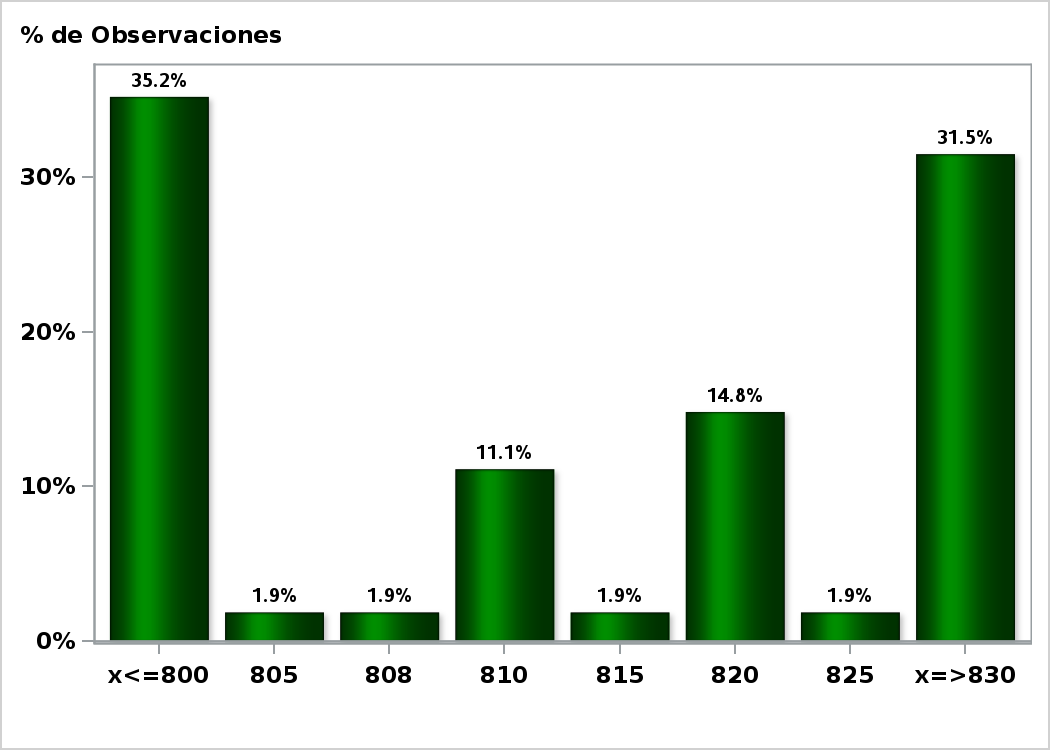 % de Observaciones
35.2%
31.5%
30%
20%
14.8%
11.1%
10%
1.9% 1.9% 1.9% 1.9%
0%
x<=800 805 808 810 815 820 825 x=>830